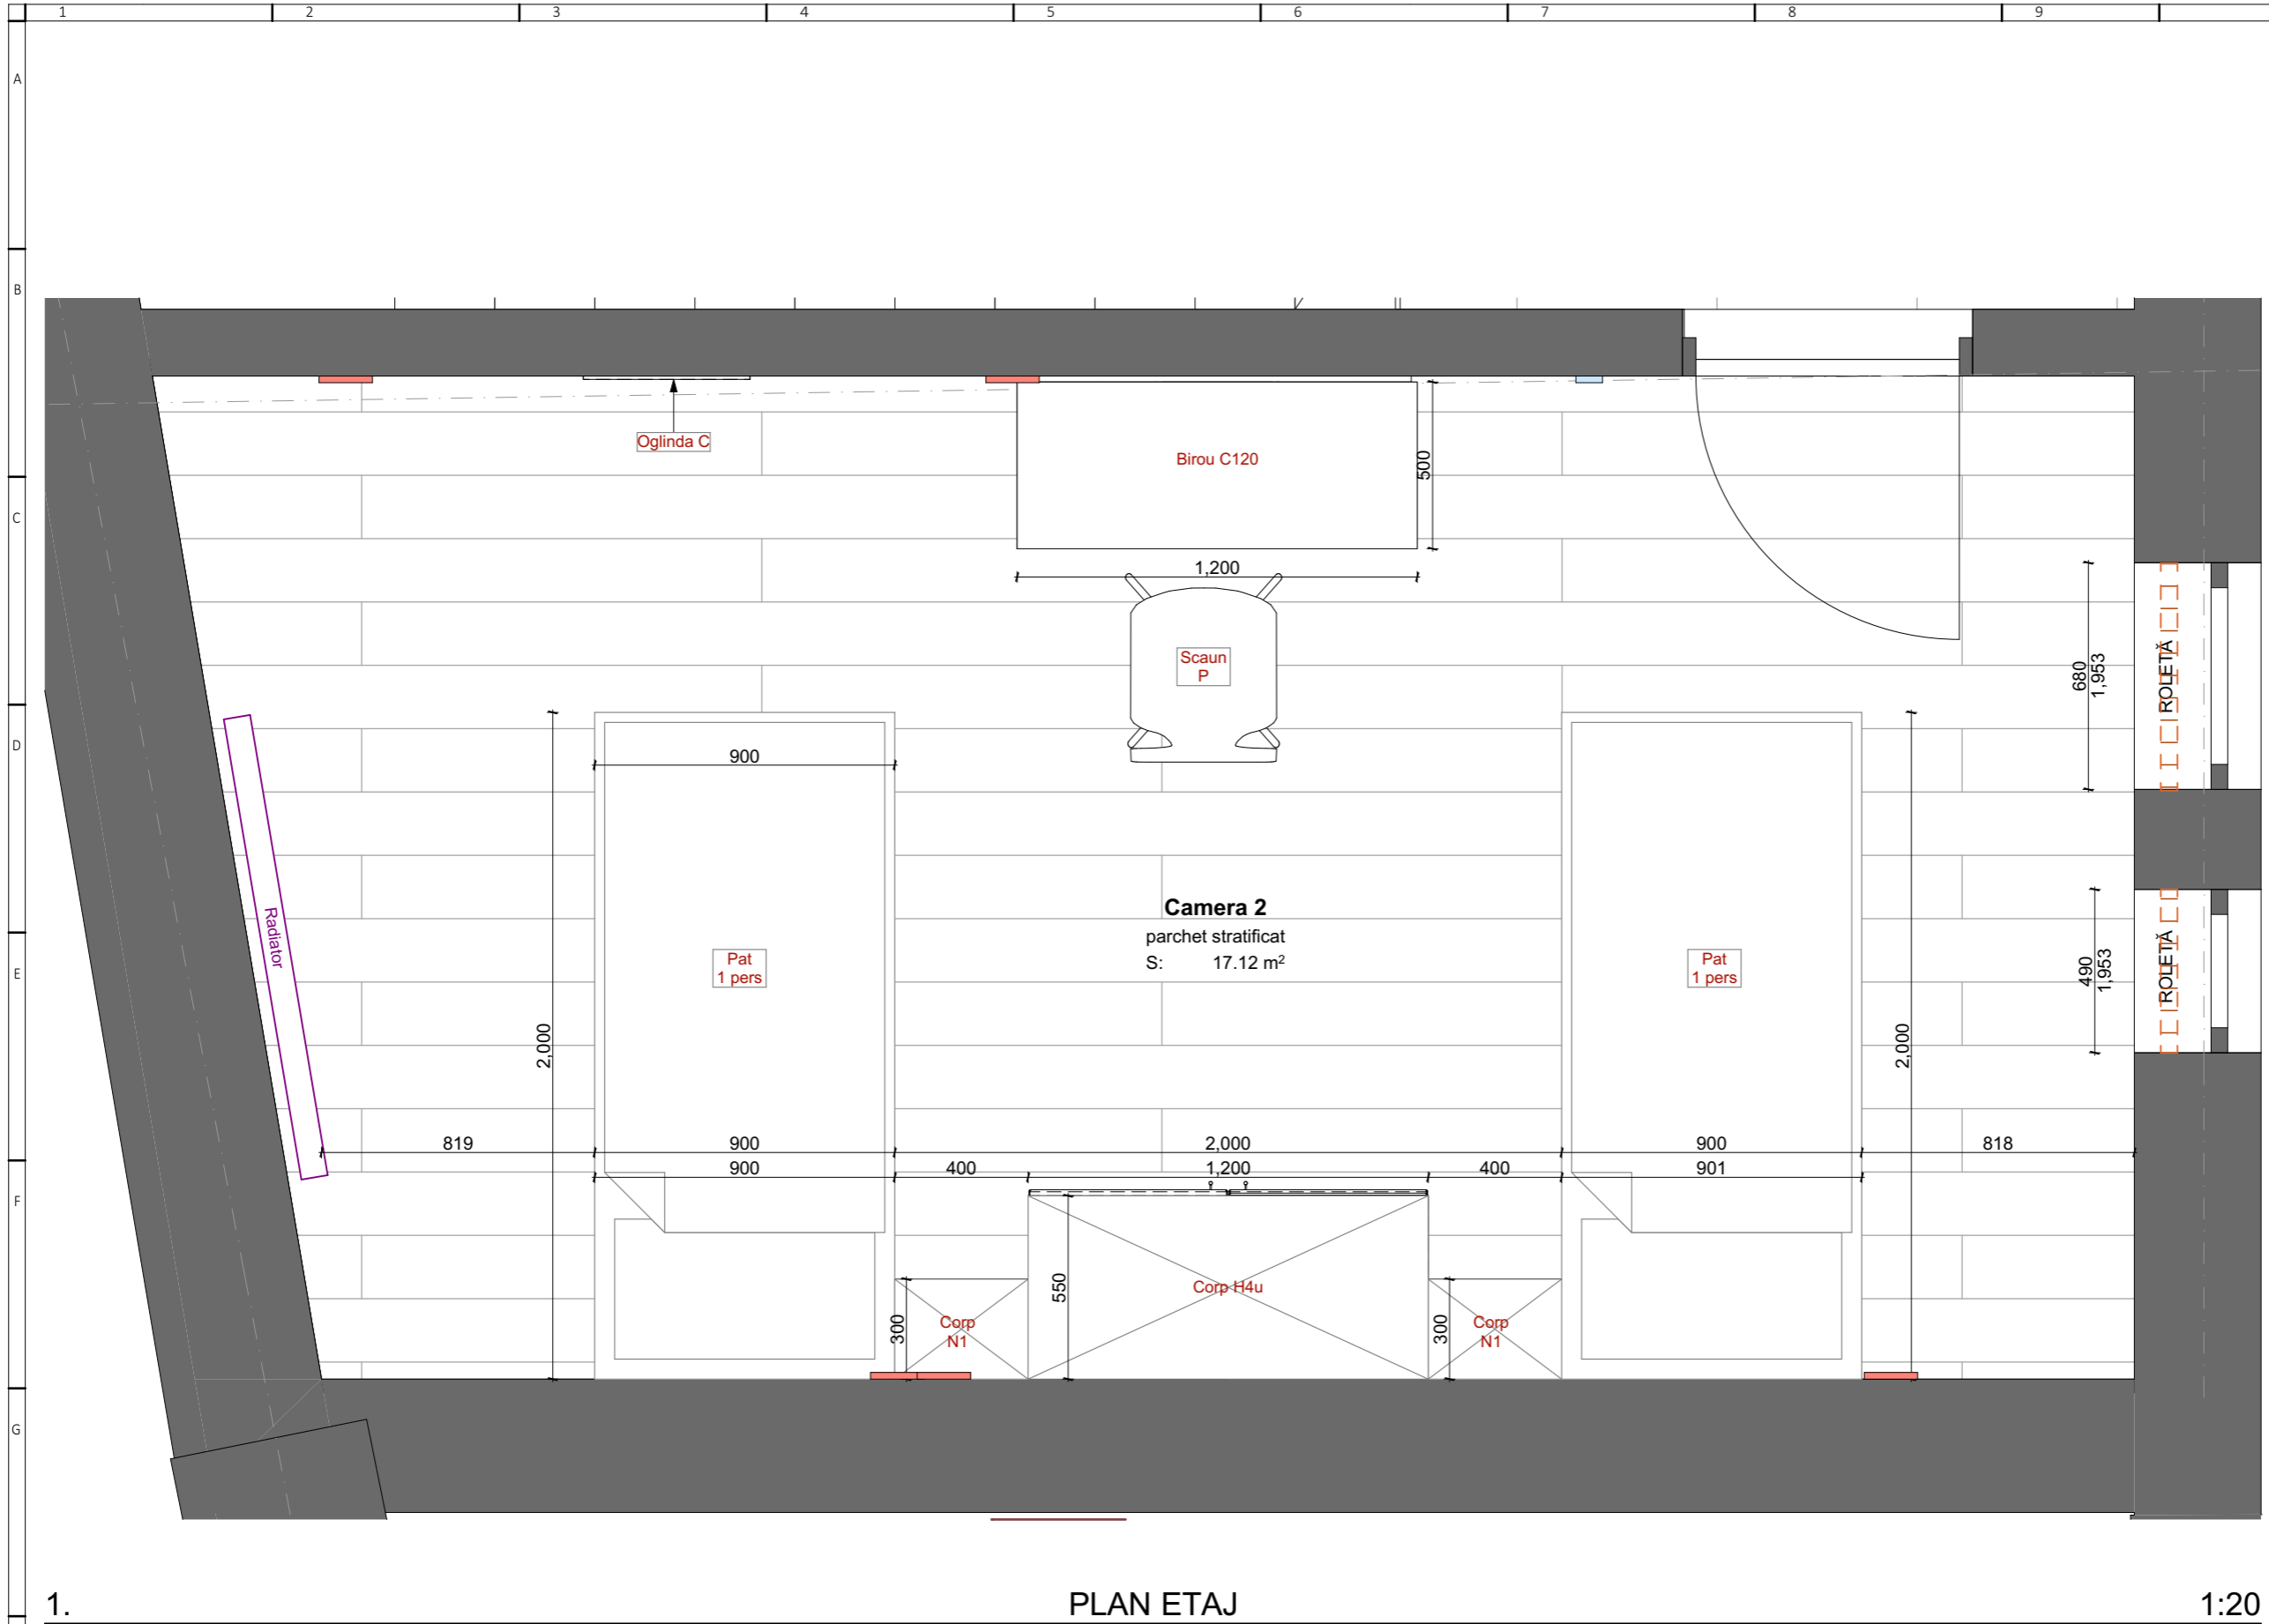 1 2 3 4 5 6 7 8 9
A
B
C
D
E
F
G
Oglinda C
Birou C120
500
1,200
Scaun
P
680
1,953
ROLETĂ
900
Radiator
Camera 2
parchet stratificat
S: 17.12 m²
Pat
1 pers
Pat
1 pers
490
1,953
ROLETĂ
2,000
2,000
819 900 2,000 900 818
900 400 1,200 400 901
550
Corp H4u
300
Corp
N1
300
Corp
N1
1. PLAN ETAJ 1:20